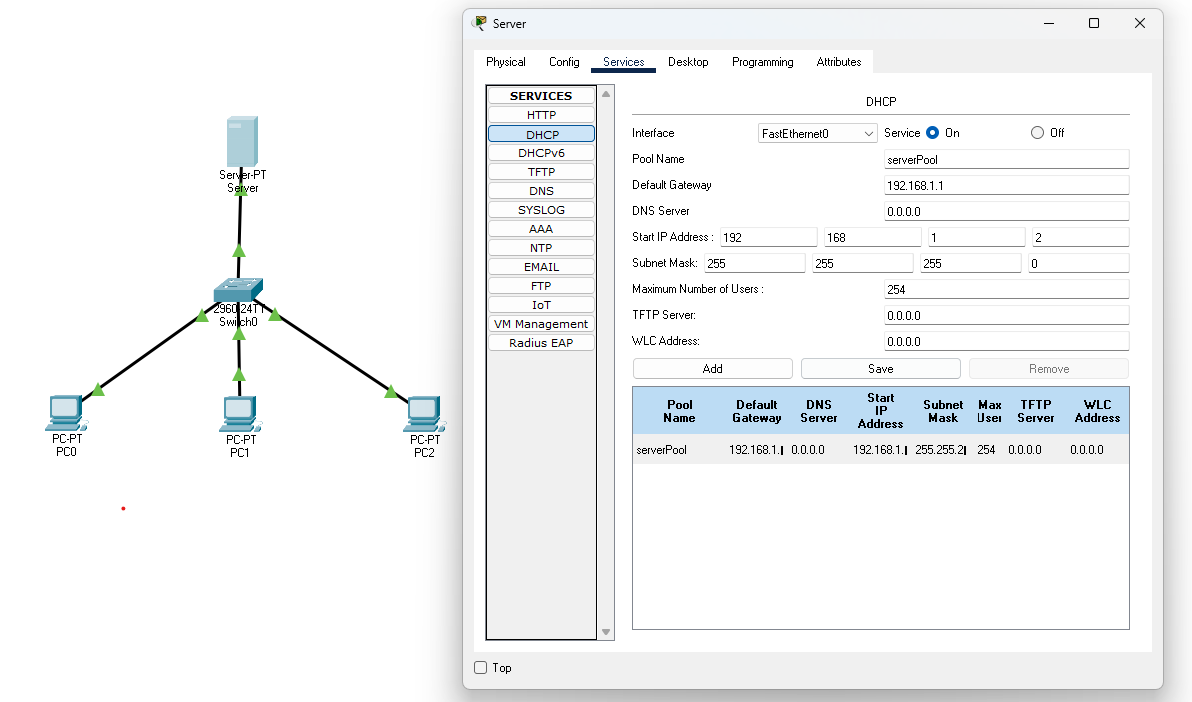 Server
Physical Config Services Desktop Programming Attributes
SERVICES
HTTP
DHCP
DHCPv6
TFTP
DNS
SYSLOG
AAA
NTP
EMAIL
FTP
IoT
VM Management
Radius EAP
DHCP
Interface FastEthernet0 Service On Off
Pool Name serverPool
Default Gateway 192.168.1.1
DNS Server 0.0.0.0
Start IP Address : 192 168 1 2
Subnet Mask: 255 255 255 0
Maximum Number of Users : 254
TFTP Server: 0.0.0.0
WLC Address: 0.0.0.0
Add Save Remove
Pool Name Default Gateway DNS Server Start IP Address Subnet Mask Max User TFTP Server WLC Address
serverPool 192.168.1. 0.0.0.0 192.168.1. 255.255.2 254 0.0.0.0 0.0.0.0
Top
Server-PT
Server
2960-24TT
Switch0
PC-PT
PC0
PC-PT
PC1
PC-PT
PC2